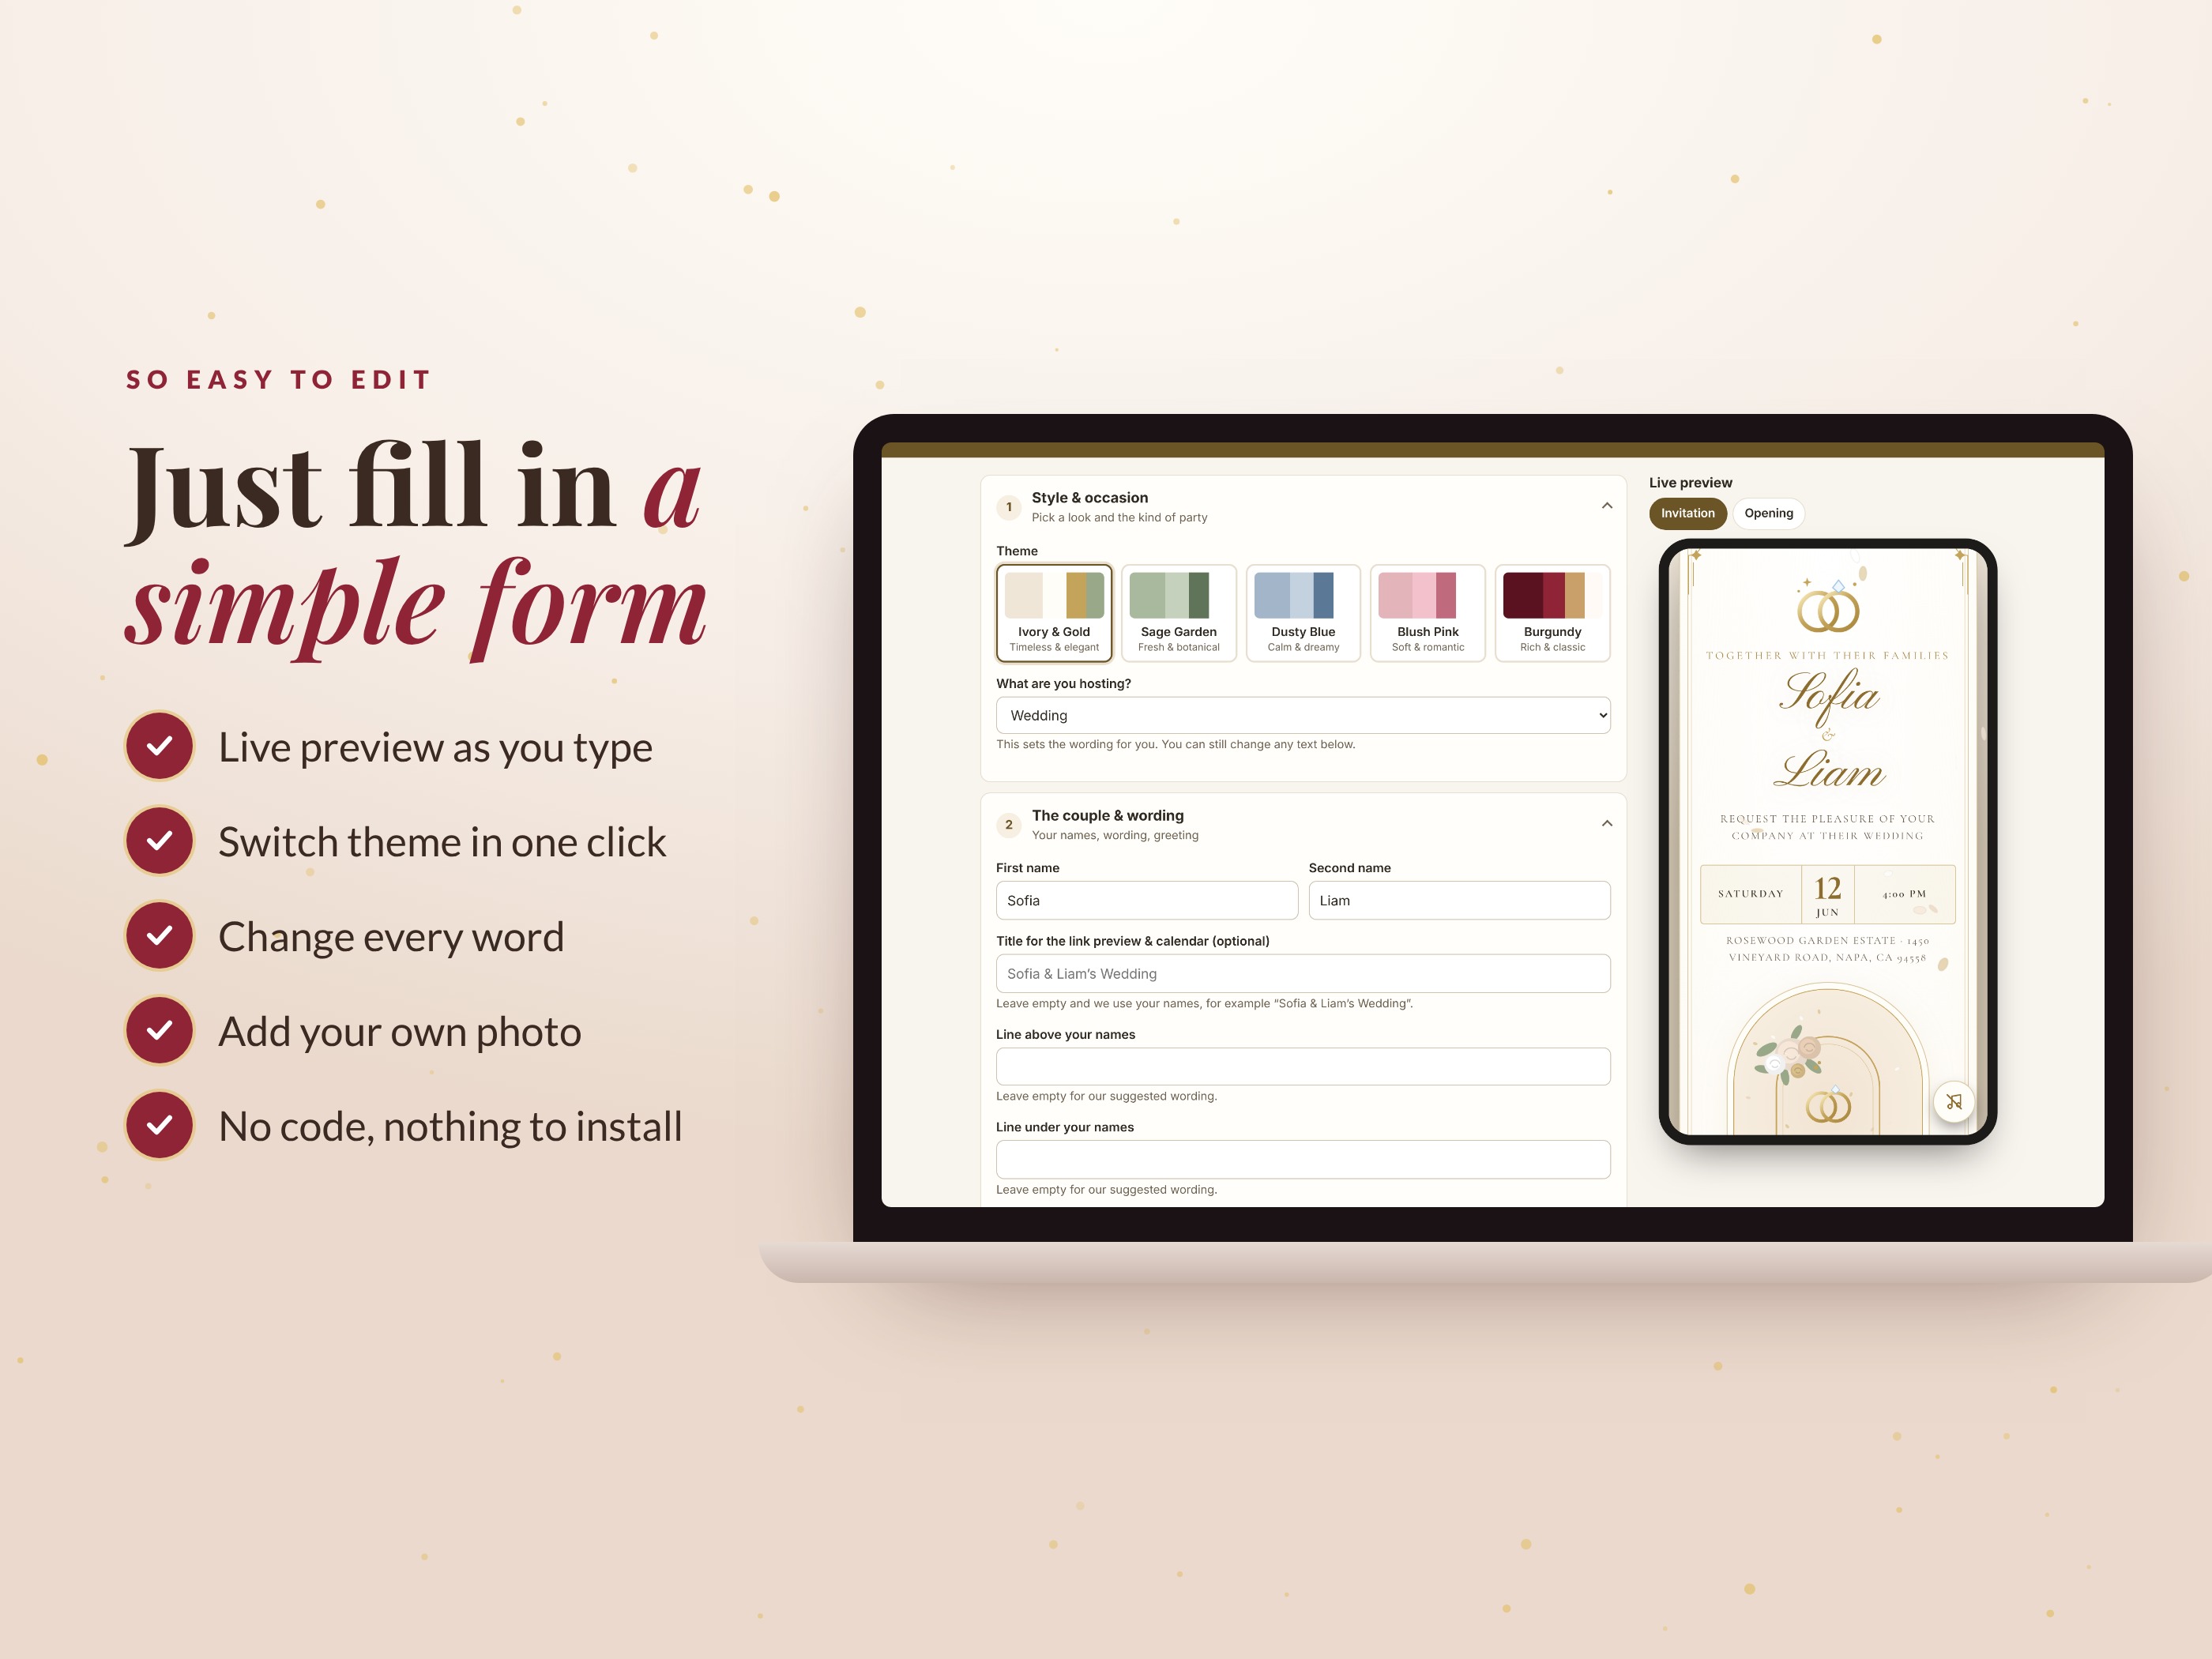 SO EASY TO EDIT
Just fill in a
simple form
Live preview as you type
Switch theme in one click
Change every word
Add your own photo
No code, nothing to install
1
Style & occasion
Pick a look and the kind of party
Theme
Ivory & Gold
Timeless & elegant
Sage Garden
Fresh & botanical
Dusty Blue
Calm & dreamy
Blush Pink
Soft & romantic
Burgundy
Rich & classic
What are you hosting?
Wedding
This sets the wording for you. You can still change any text below.
2
The couple & wording
Your names, wording, greeting
First name
Second name
Sofia
Liam
Title for the link preview & calendar (optional)
Sofia & Liam's Wedding
Leave empty and we use your names, for example “Sofia & Liam’s Wedding”.
Line above your names
Leave empty for our suggested wording.
Line under your names
Leave empty for our suggested wording.
Live preview
Invitation
Opening
TOGETHER WITH THEIR FAMILIES
Sofia
&
Liam
REQUEST THE PLEASURE OF YOUR
COMPANY AT THEIR WEDDING
SATURDAY
12
JUN
4:00 PM
ROSEWOOD GARDEN ESTATE · 1450
VINEYARD ROAD, NAPA, CA 94558